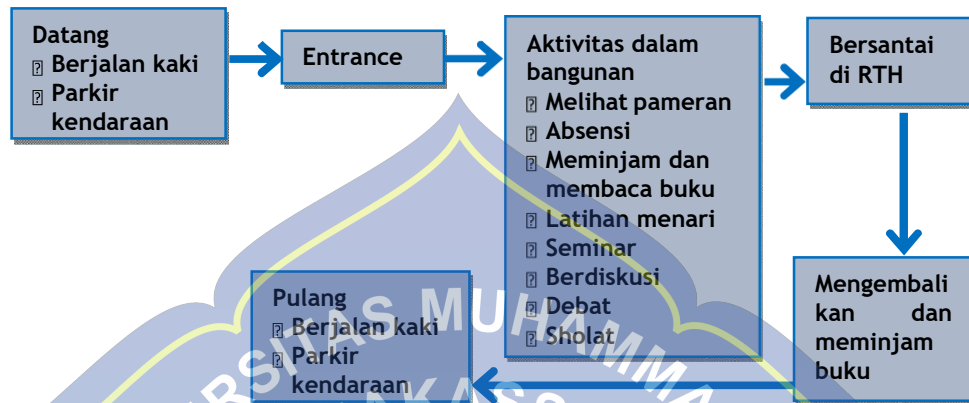 Datang
⍰ Berjalan kaki
⍰ Parkir
kendaraan
Entrance
Aktivitas dalam
bangunan
⍰ Melihat pameran
⍰ Absensi
⍰ Meminjam dan
membaca buku
⍰ Latihan menari
⍰ Seminar
⍰ Berdiskusi
⍰ Debat
⍰ Sholat
Bersantai
di RTH
Mengembali
kan dan
meminjam
buku
Pulang
⍰ Berjalan kaki
⍰ Parkir
kendaraan